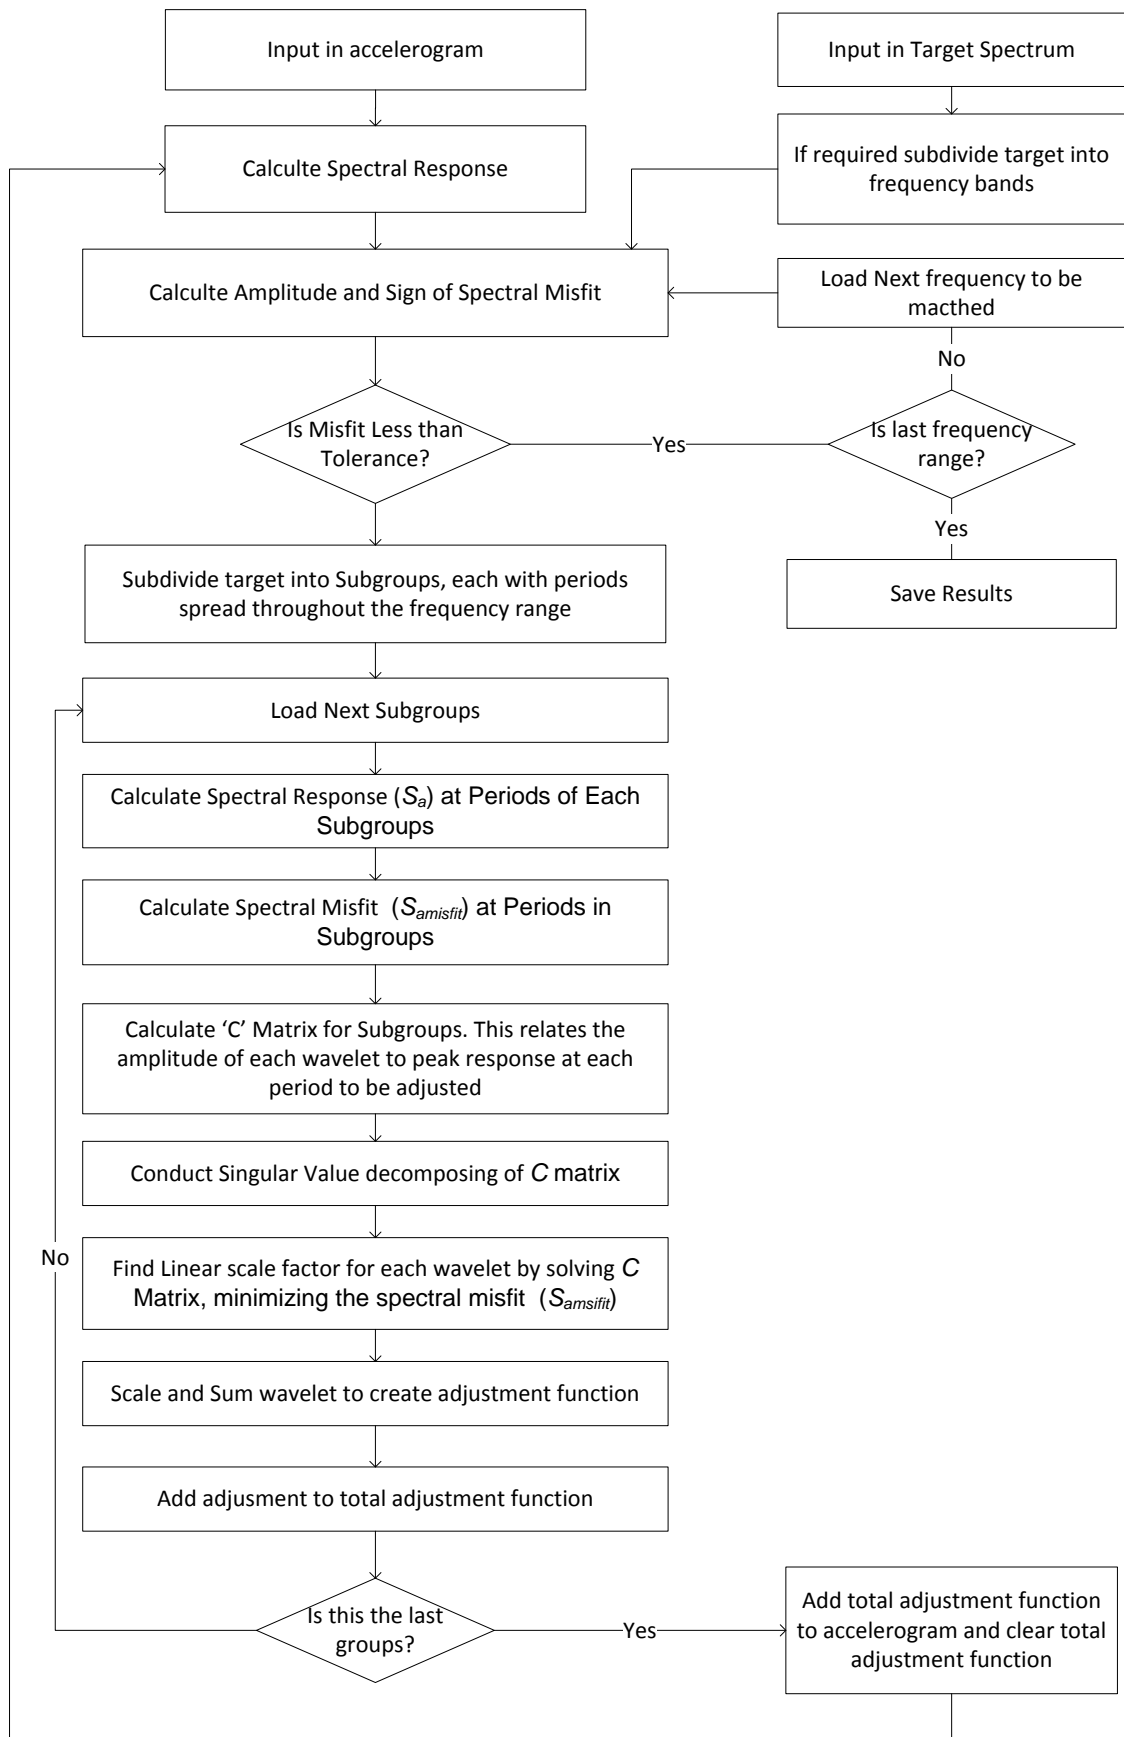 Input in accelerogram
Input in Target Spectrum
Calculte Spectral Response
If required subdivide target into
frequency bands
Calculte Amplitude and Sign of Spectral Misfit
Load Next frequency to be
macthed
No
Is Misfit Less than
Tolerance?
Yes
Is last frequency
range?
Yes
Subdivide target into Subgroups, each with periods
spread throughout the frequency range
Save Results
Load Next Subgroups
Calculate Spectral Response (Sa) at Periods of Each
Subgroups
Calculate Spectral Misfit (Samisfit) at Periods in
Subgroups
Calculate ‘C’ Matrix for Subgroups. This relates the
amplitude of each wavelet to peak response at each
period to be adjusted
Conduct Singular Value decomposing of C matrix
No
Find Linear scale factor for each wavelet by solving C
Matrix, minimizing the spectral misfit (Samsifit)
Scale and Sum wavelet to create adjustment function
Add adjusment to total adjustment function
Is this the last
groups?
Yes
Add total adjustment function
to accelerogram and clear total
adjustment function